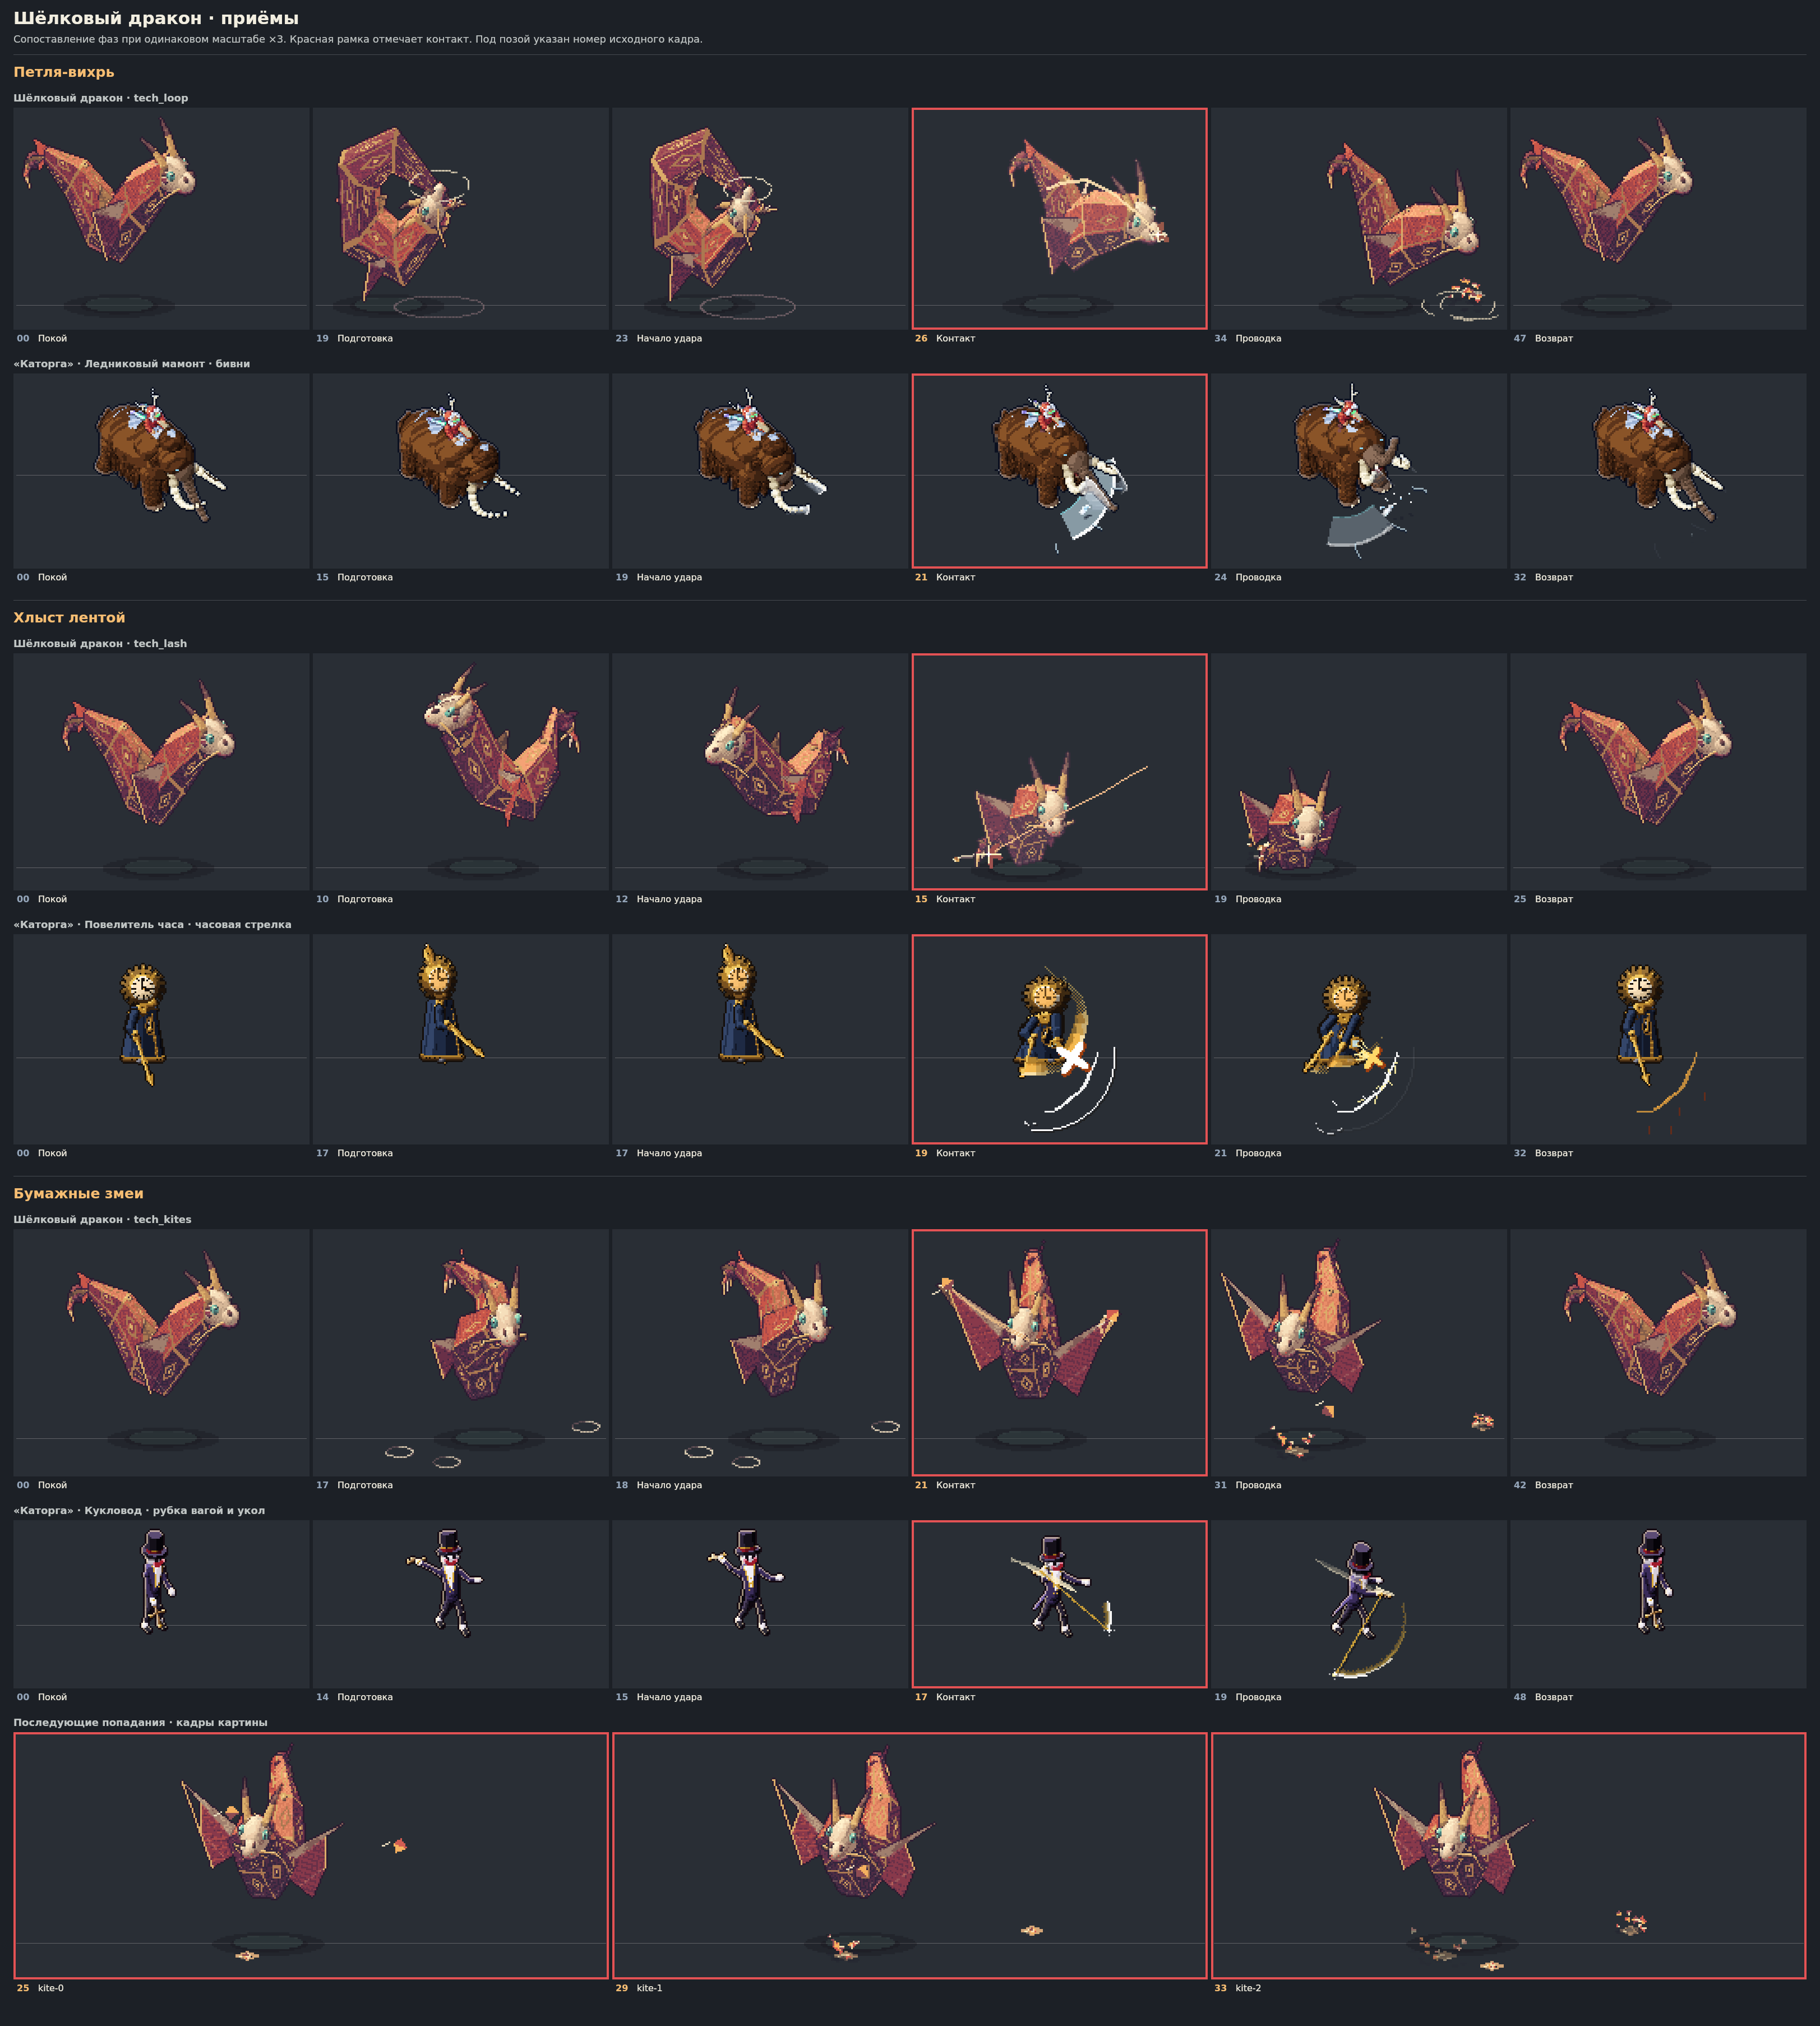 Шёлковый дракон · приёмы
Сопоставление фаз при одинаковом масштабе ×3. Красная рамка отмечает контакт. Под позой указан номер исходного кадра.
Петля-вихрь
Шёлковый дракон · tech_loop
00 Покой 19 Подготовка 23 Начало удара 26 Контакт 34 Проводка 47 Возврат
«Каторга» · Ледниковый мамонт · бивни
00 Покой 15 Подготовка 19 Начало удара 21 Контакт 24 Проводка 32 Возврат
Хлыст лентой
Шёлковый дракон · tech_lash
00 Покой 10 Подготовка 12 Начало удара 15 Контакт 19 Проводка 25 Возврат
«Каторга» · Повелитель часа · часовая стрелка
00 Покой 17 Подготовка 17 Начало удара 19 Контакт 21 Проводка 32 Возврат
Бумажные змеи
Шёлковый дракон · tech_kites
00 Покой 17 Подготовка 18 Начало удара 21 Контакт 31 Проводка 42 Возврат
«Каторга» · Кукловод · рубка вагой и укол
00 Покой 14 Подготовка 15 Начало удара 17 Контакт 19 Проводка 48 Возврат
Последующие попадания · кадры картины
25 kite-0 29 kite-1 33 kite-2